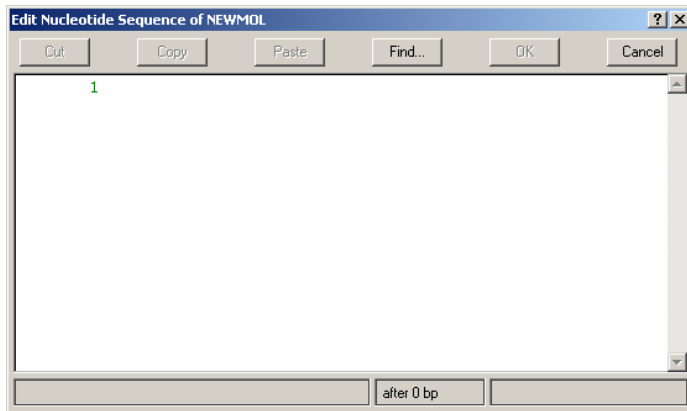 Edit Nucleotide Sequence of NEWMOL
Cut Copy Paste Find... OK Cancel
1
after 0 bp